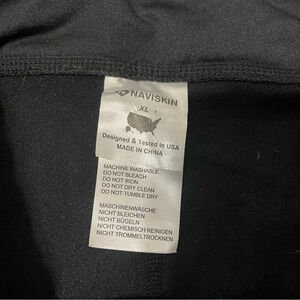 NAVISKIN
XL
Designed & Tested in USA
MADE IN CHINA
MACHINE WASHABLE
DO NOT BLEACH
DO NOT IRON
DO NOT DRY CLEAN
DO NOT TUMBLE DRY
MASCHINENWÄSCHE
NICHT BLEICHEN
NICHT BÜGELN
NICHT CHEMISCH REINIGEN
NICHT TROMMELTROCKNEN